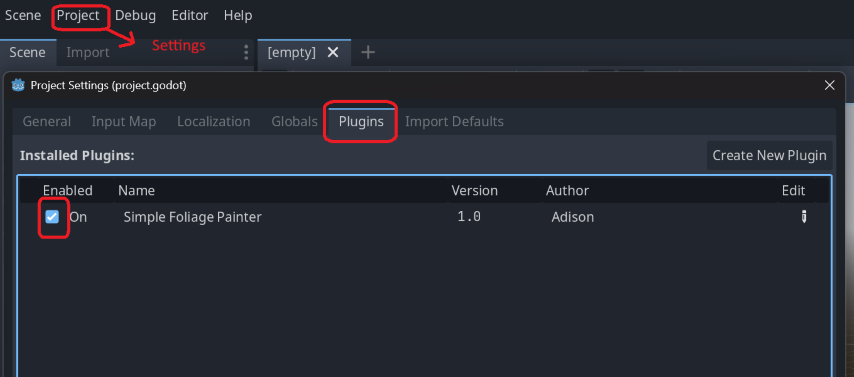 Scene Project Debug Editor Help
Settings
Scene Import [empty]
Project Settings (project.godot)
General Input Map Localization Globals Plugins Import Defaults
Installed Plugins: Create New Plugin
Enabled Name Version Author Edit
On Simple Foliage Painter 1.0 Adison